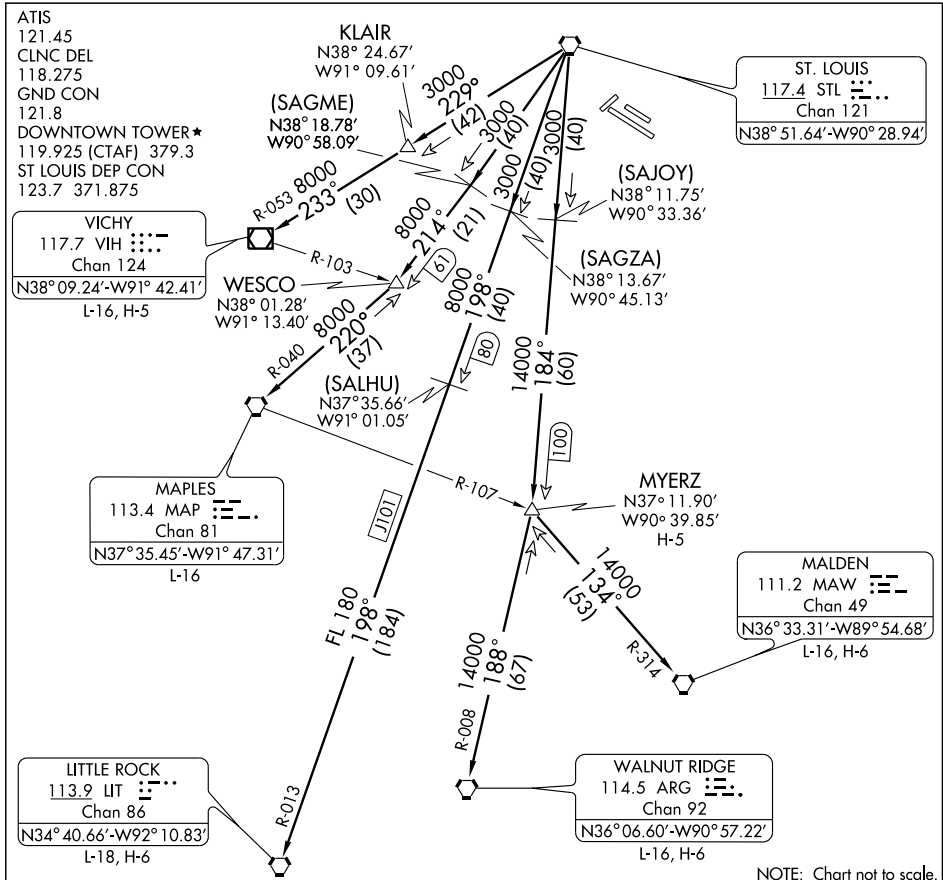 ATIS
121.45
CLNC DEL
118.275
GND CON
121.8
DOWNTOWN TOWER★
119.925 (CTAF) 379.3
ST LOUIS DEP CON
123.7 371.875
KLAIR
N38° 24.67'
W91° 09.61'
(SAGME)
N38° 18.78'
W90° 58.09'
ST. LOUIS
117.4 STL
Chan 121
N38° 51.64'-W90° 28.94'
3000
229°
(42)
3000
(40)
3000
(40)
3000
(40)
(SAJOY)
N38° 11.75'
W90° 33.36'
(SAGZA)
N38° 13.67'
W90° 45.13'
R-053
8000
233°
(30)
VICHY
117.7 VIH
Chan 124
N38° 09.24'-W91° 42.41'
L-16, H-5
R-103
8000
214°
(21)
61
WESCO
N38° 01.28'
W91° 13.40'
8000
198°
(40)
80
R-040
8000
220°
(37)
(SALHU)
N37° 35.66'
W91° 01.05'
14000
184°
(60)
100
MAPLES
113.4 MAP
Chan 81
N37° 35.45'-W91° 47.31'
L-16
R-107
J101
MYERZ
N37° 11.90'
W90° 39.85'
H-5
14000
134°
(53)
R-314
MALDEN
111.2 MAW
Chan 49
N36° 33.31'-W89° 54.68'
L-16, H-6
FL 180
198°
(184)
R-013
14000
188°
(67)
R-008
LITTLE ROCK
113.9 LIT
Chan 86
N34° 40.66'-W92° 10.83'
L-18, H-6
WALNUT RIDGE
114.5 ARG
Chan 92
N36° 06.60'-W90° 57.22'
L-16, H-6
NOTE: Chart not to scale.